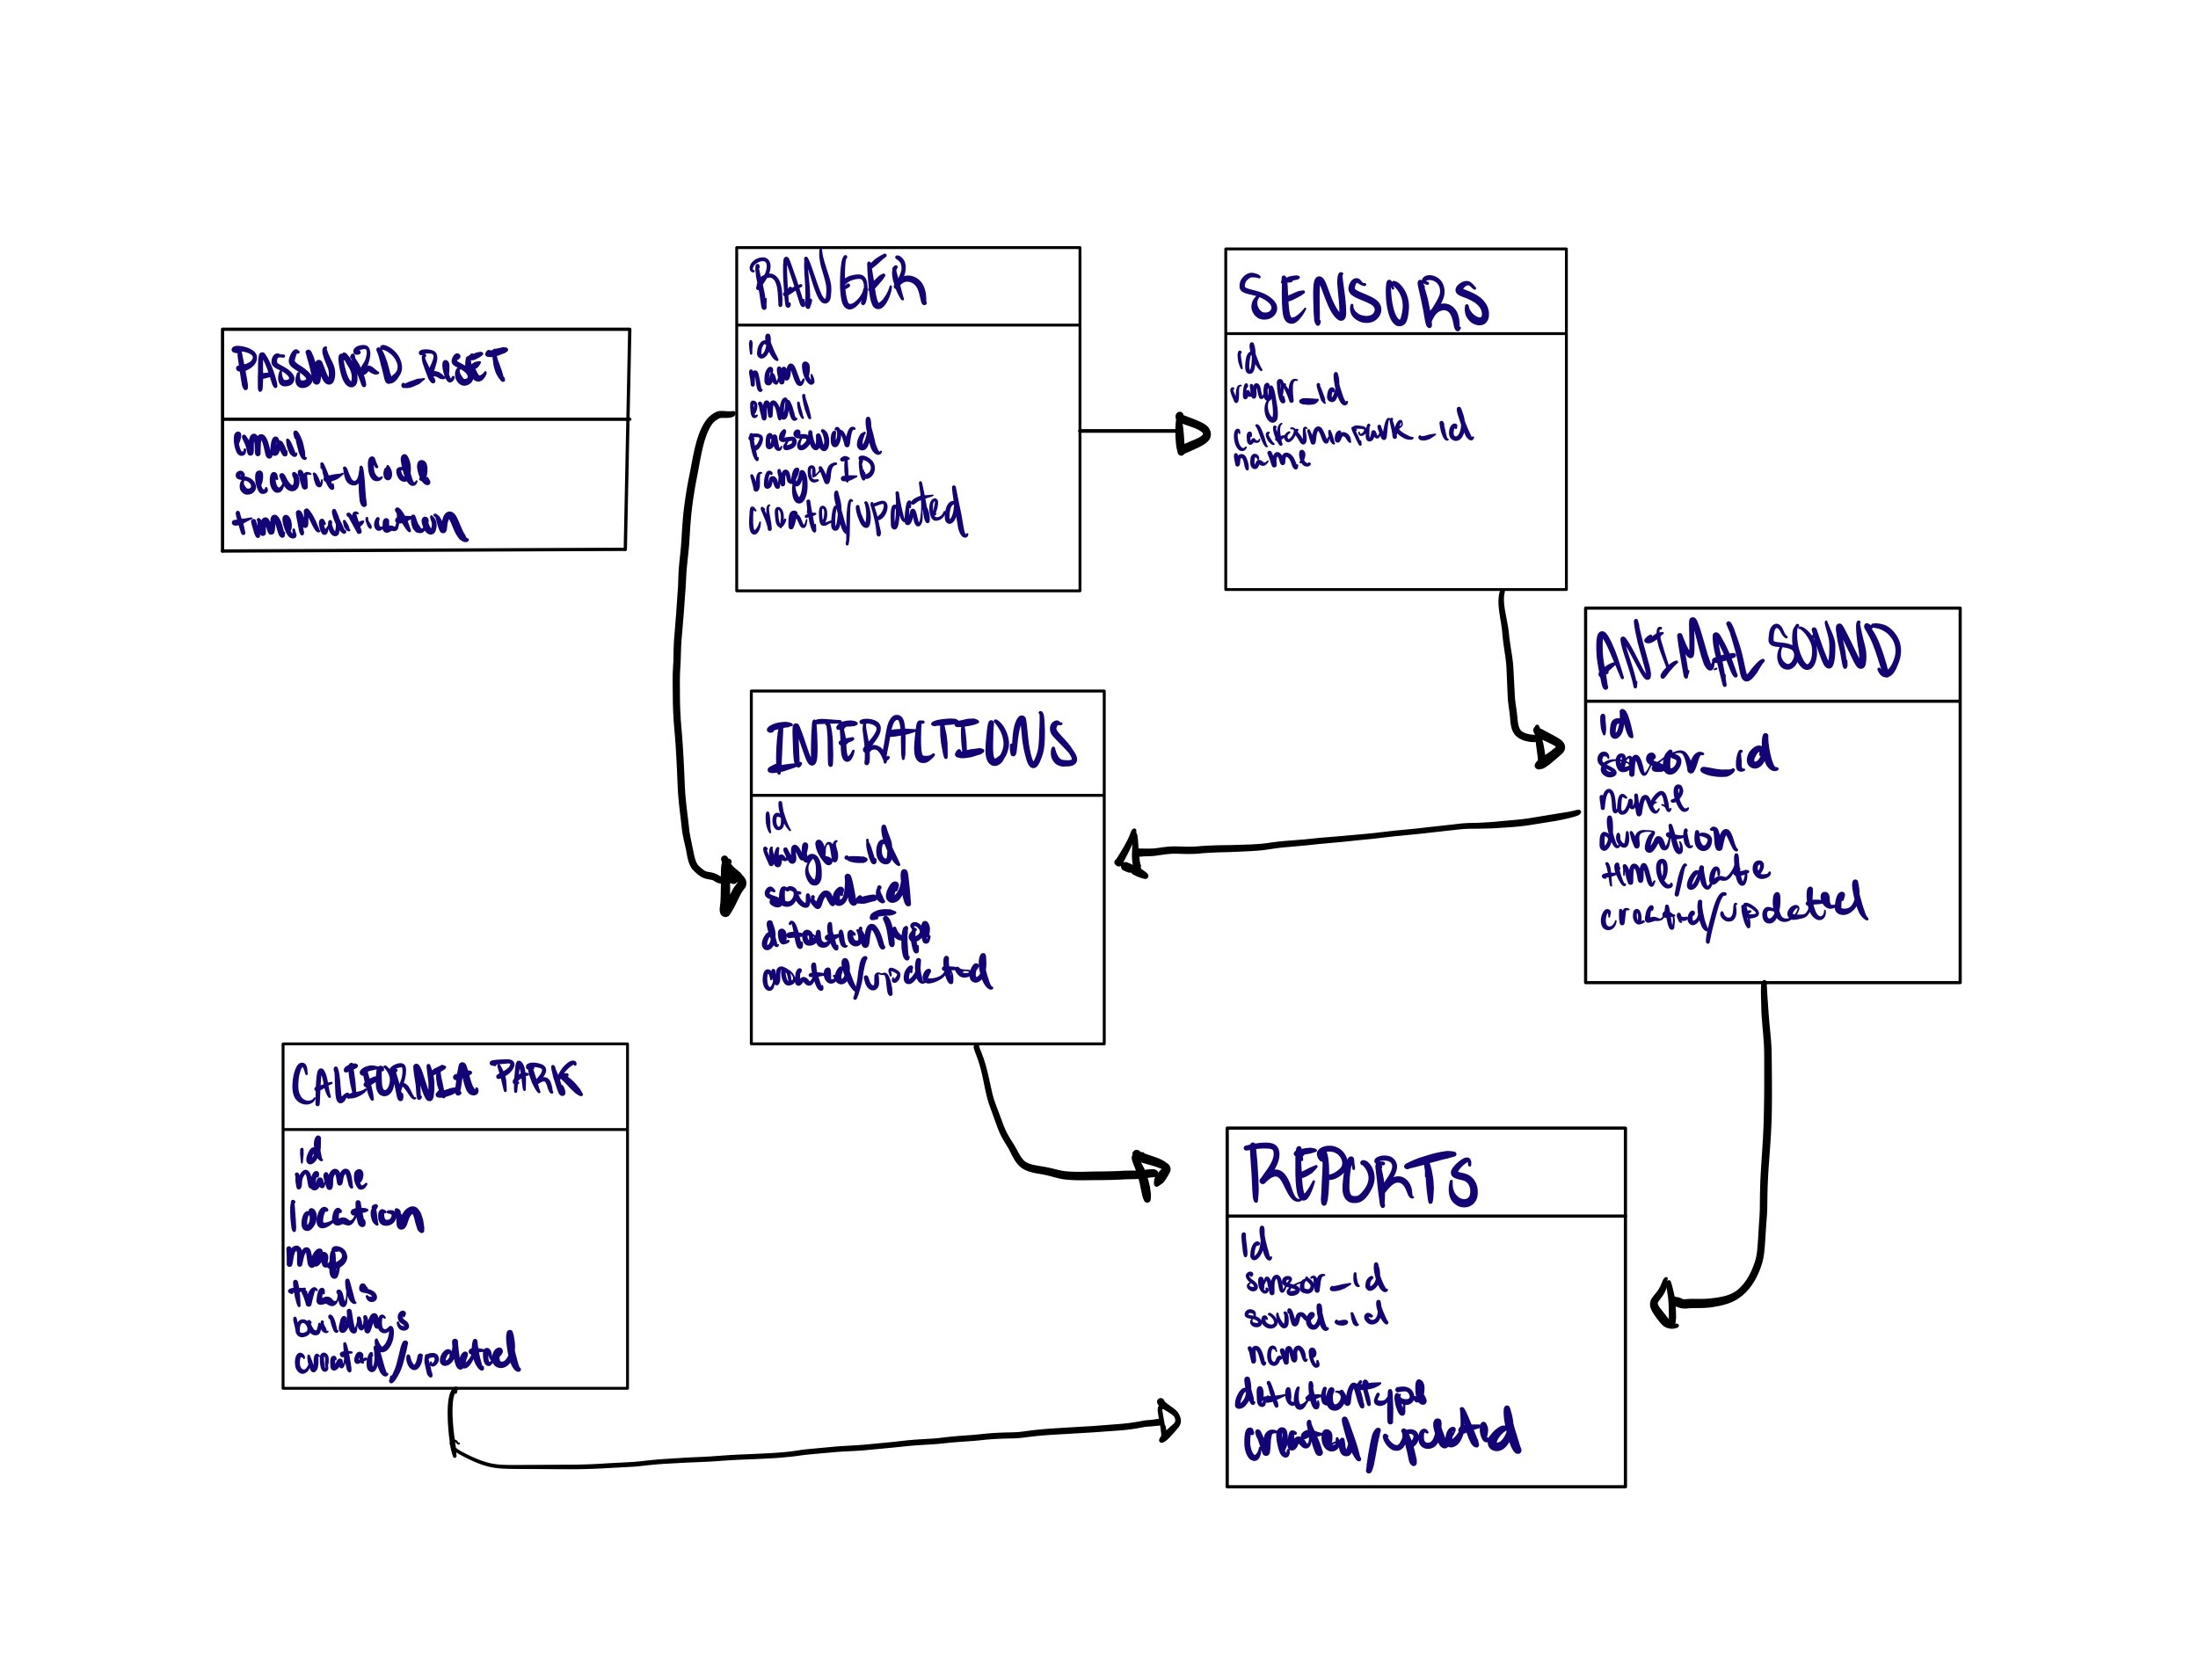 PASSWORD_RESET
email
securityCode
timeVerification
RANGER
id
name
email
password
rangerID
created/updated
SENSORS
id
ranger_id
californiapark_id
name
ANIMAL SOUND
id
sensor_id
name
duration
time/date
created/updated
INTERACTIONS
id
ranger_id
sound_id
detectionType
created/updated
CALIFORNIA PARK
id
name
location
map
trails
buildings
created/updated
REPORTS
id
sensor_id
sound_id
name
detectionType
created/updated